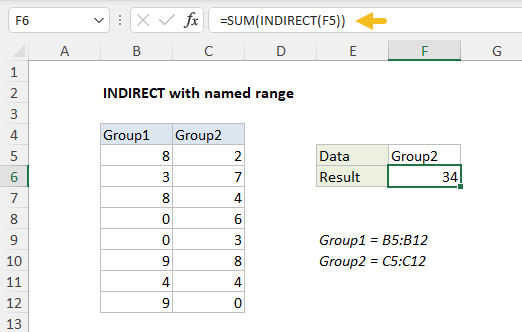 F6 fx =SUM(INDIRECT(F5))
A B C D E F G
1
2 INDIRECT with named range
3
4 Group1 Group2
5 8 2 Data Group2
6 3 7 Result 34
7 8 4
8 0 6
9 0 3 Group1 = B5:B12
10 9 8 Group2 = C5:C12
11 4 4
12 9 0
13